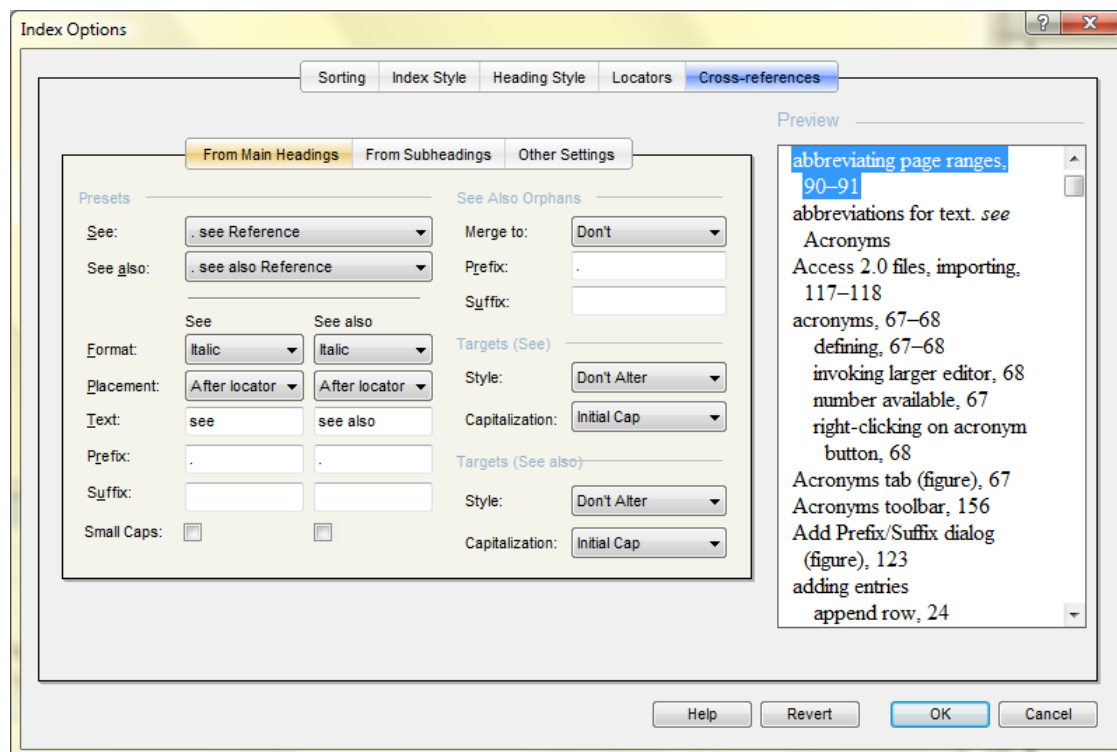 Index Options
?
X
Sorting Index Style Heading Style Locators Cross-references
From Main Headings From Subheadings Other Settings
Presets
See: . see Reference
See also: . see also Reference
See See also
Format: Italic Italic
Placement: After locator After locator
Text: see see also
Prefix: . .
Suffix:
Small Caps:
See Also Orphans
Merge to: Don't
Prefix: .
Suffix:
Targets (See)
Style: Don't Alter
Capitalization: Initial Cap
Targets (See also)
Style: Don't Alter
Capitalization: Initial Cap
Preview
abbreviating page ranges,
90–91
abbreviations for text. see
Acronyms
Access 2.0 files, importing,
117–118
acronyms, 67–68
defining, 67–68
invoking larger editor, 68
number available, 67
right-clicking on acronym
button, 68
Acronyms tab (figure), 67
Acronyms toolbar, 156
Add Prefix/Suffix dialog
(figure), 123
adding entries
append row, 24
Help Revert OK Cancel